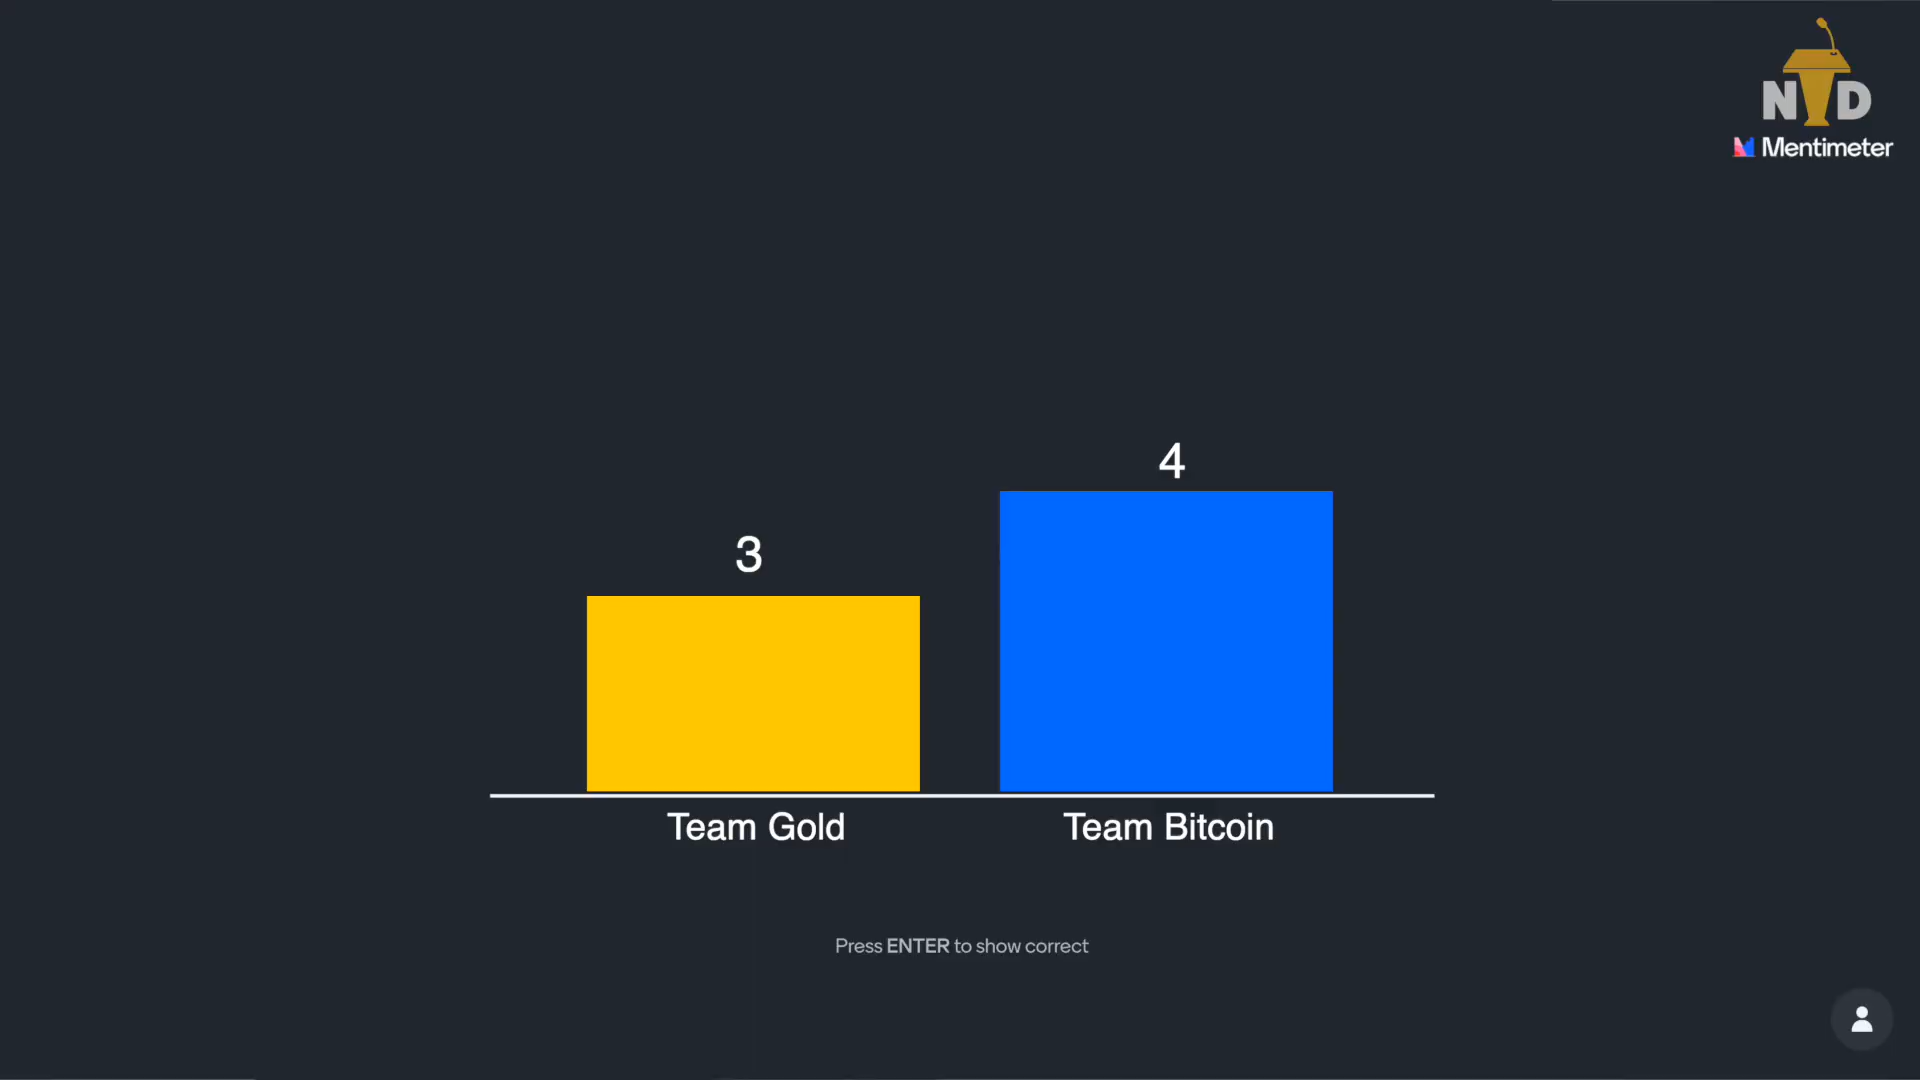 N D
Mentimeter
4
3
Team Gold
Team Bitcoin
Press ENTER to show correct